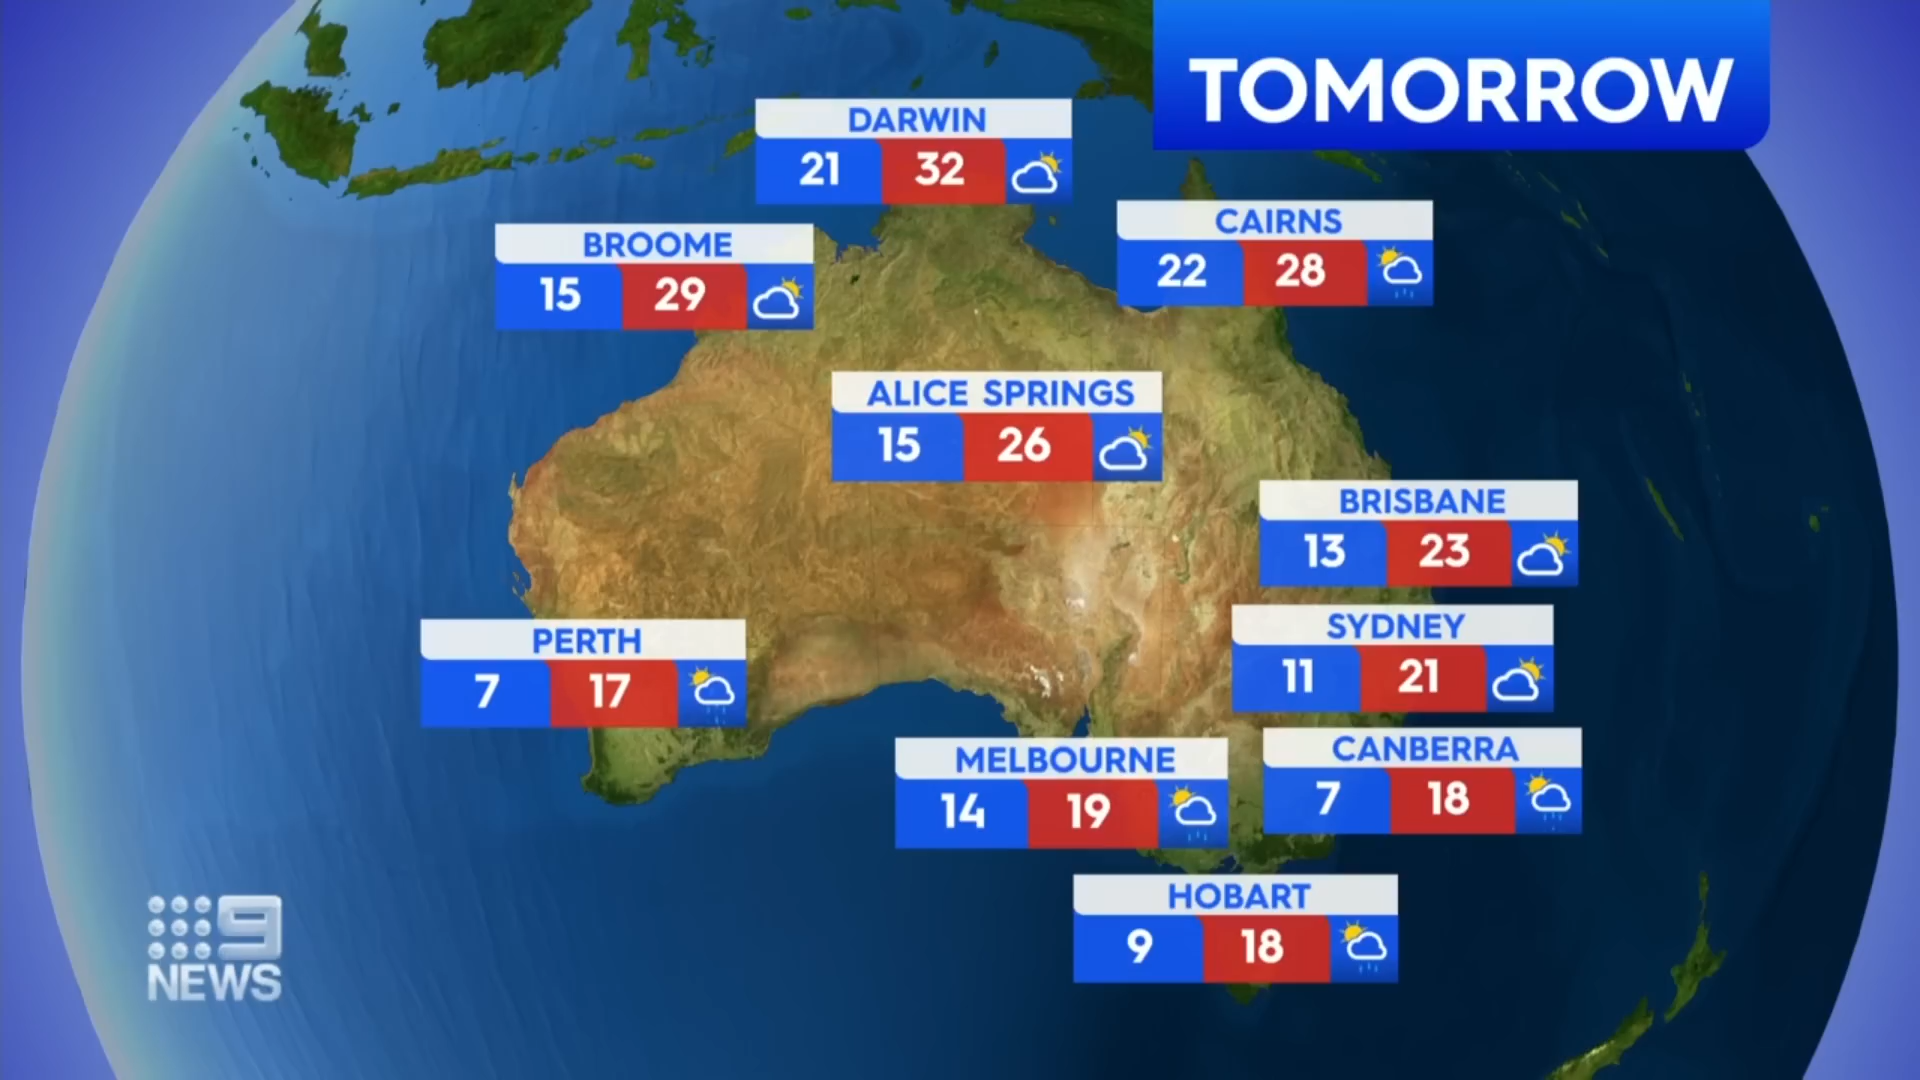 TOMORROW
DARWIN
21 32
CAIRNS
22 28
BROOME
15 29
ALICE SPRINGS
15 26
BRISBANE
13 23
SYDNEY
11 21
PERTH
7 17
CANBERRA
7 18
MELBOURNE
14 19
HOBART
9 18
9
NEWS